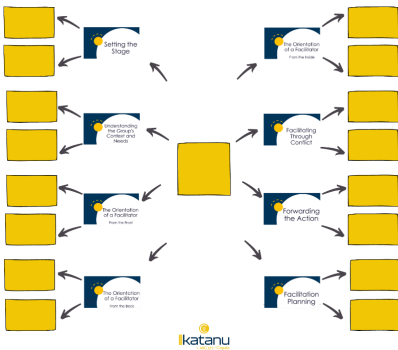 Setting the
Stage
The Orientation
of a Facilitator
From the Inside
Understanding
the Group's
Context and
Needs
Facilitating
Through
Conflict
The Orientation
of a Facilitator
From the Front
Forwarding
the Action
The Orientation
of a Facilitator
From the Back
Facilitation
Planning
katanu